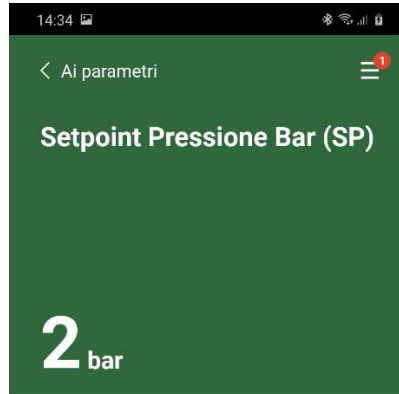 14:34
Ai parametri
1
Setpoint Pressione Bar (SP)
2 bar